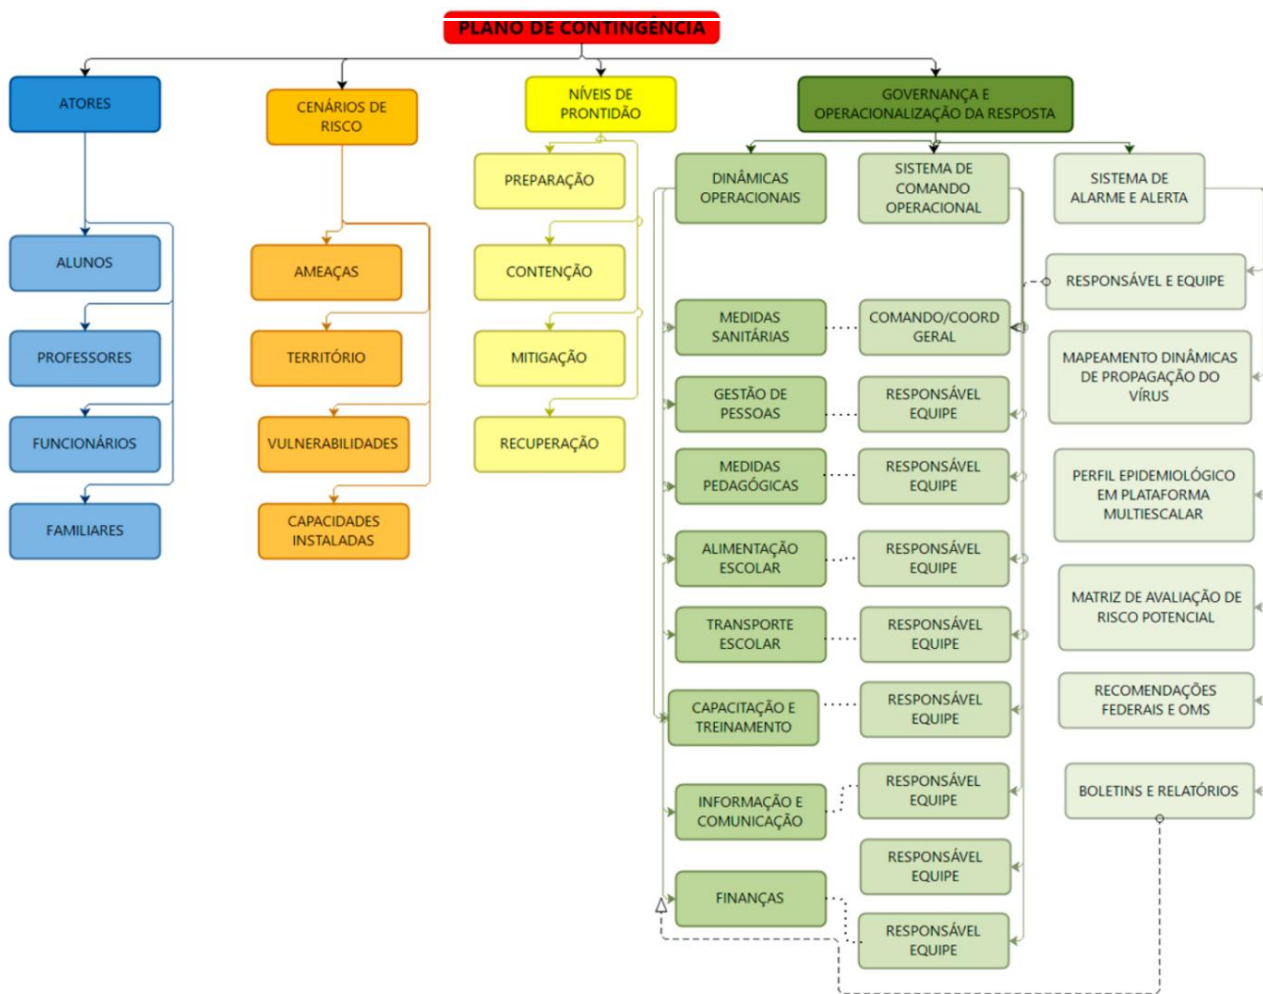 PLANO DE CONTINGÊNCIA
ATORES
CENÁRIOS DE
RISCO
NÍVEIS DE
PRONTIDÃO
GOVERNANÇA E
OPERACIONALIZAÇÃO DA RESPOSTA
ALUNOS
PROFESSORES
FUNCIONÁRIOS
FAMILIARES
AMEAÇAS
TERRITÓRIO
VULNERABILIDADES
CAPACIDADES
INSTALADAS
PREPARAÇÃO
CONTENÇÃO
MITIGAÇÃO
RECUPERAÇÃO
DINÂMICAS
OPERACIONAIS
MEDIDAS
SANITÁRIAS
GESTÃO DE
PESSOAS
MEDIDAS
PEDAGÓGICAS
ALIMENTAÇÃO
ESCOLAR
TRANSPORTE
ESCOLAR
CAPACITAÇÃO E
TREINAMENTO
INFORMAÇÃO E
COMUNICAÇÃO
FINANÇAS
SISTEMA DE
COMANDO
OPERACIONAL
COMANDO/COORD
GERAL
RESPONSÁVEL
EQUIPE
RESPONSÁVEL
EQUIPE
RESPONSÁVEL
EQUIPE
RESPONSÁVEL
EQUIPE
RESPONSÁVEL
EQUIPE
RESPONSÁVEL
EQUIPE
RESPONSÁVEL
EQUIPE
RESPONSÁVEL
EQUIPE
SISTEMA DE
ALARME E ALERTA
RESPONSÁVEL E EQUIPE
MAPEAMENTO DINÂMICAS
DE PROPAGAÇÃO DO
VÍRUS
PERFIL EPIDEMIOLÓGICO
EM PLATAFORMA
MULTIESCALAR
MATRIZ DE AVALIAÇÃO DE
RISCO POTENCIAL
RECOMENDAÇÕES
FEDERAIS E OMS
BOLETINS E RELATÓRIOS